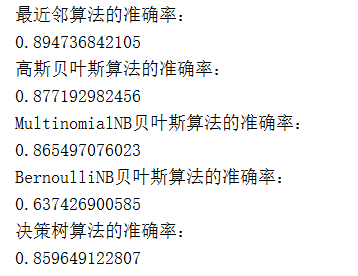 最近邻算法的准确率:
0.894736842105
高斯贝叶斯算法的准确率:
0.877192982456
MultinomialNB贝叶斯算法的准确率:
0.865497076023
BernoulliNB贝叶斯算法的准确率:
0.637426900585
决策树算法的准确率:
0.859649122807